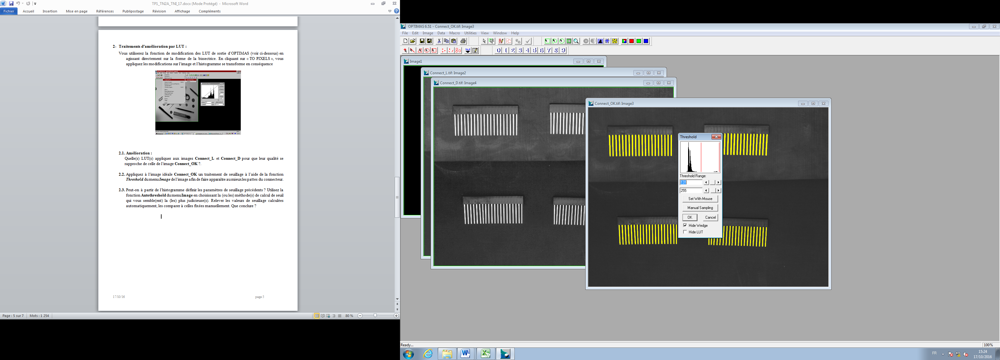 TP1_TN2A_TNI_17.docx (Mode Protégé) - Microsoft Word
Fichier Accueil Insertion Mise en page Références Publipostage Révision Affichage Compléments
2- Traitements d'amélioration par LUT :
Vous utiliserez la fonction de modification des LUT de sortie d'OPTIMAS (voir ci-dessous) en
agissant directement sur la forme de la bissectrice. En cliquant sur « TO PIXELS », vous
appliquez les modifications sur l'image et l'histogramme se transforme en conséquence
2.1. Amélioration :
Quelle(s) LUT(s) appliquer aux images Connect_L et Connect_D pour que leur qualité se
rapproche de celle de l'image Connect_OK ?.
2.2. Appliquez à l'image idéale Connect_OK un traitement de seuillage à l'aide de la fonction
Threshold du menu Image de l'image afin de faire apparaître au mieux les pattes du connecteur.
2.3. Peut-on à partir de l'histogramme définir les paramètres de seuillage précédents ? Utilisez la
fonction Autothreshold du menu Image en choisissant la (ou les) méthode(s) de calcul de seuil
qui vous semble(ent) la (les) plus judicieuse(s). Relever les valeurs de seuillage calculées
automatiquement, les comparer à celles fixées manuellement. Que conclure ?
17/10/16 page 5
Page : 5 sur 7 Mots : 1 254 80 %
OPTIMAS 6.51 - Connect_OK.tif: Image3
File Edit Image Data Macro Utilities View Window Help
0 1 2 3 4 5 6 7 8 9
Image1
Connect_L.tif: Image2
Connect_D.tif: Image4
Connect_OK.tif: Image3
Threshold
Threshold Range:
131
255
Set With Mouse
Manual Sampling
OK Cancel
Hide Wedge
Hide LUT
Ready... 100%
FR 15:24
17/10/2016